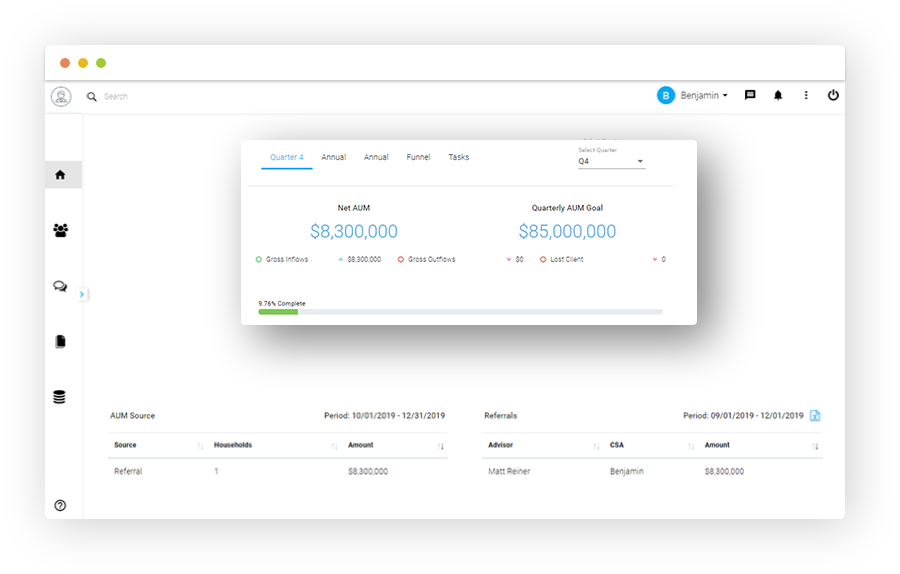 Search
B Benjamin
Quarter 4 Annual Annual Funnel Tasks
Select Quarter
Q4
Net AUM
$8,300,000
Gross Inflows $8,300,000 Gross Outflows $0
Quarterly AUM Goal
$85,000,000
Lost Client 0
9.76% Complete
AUM Source Period: 10/01/2019 - 12/31/2019
Source Households Amount
Referral 1 $8,300,000
Referrals Period: 09/01/2019 - 12/01/2019
Advisor CSA Amount
Matt Reiner Benjamin $8,300,000